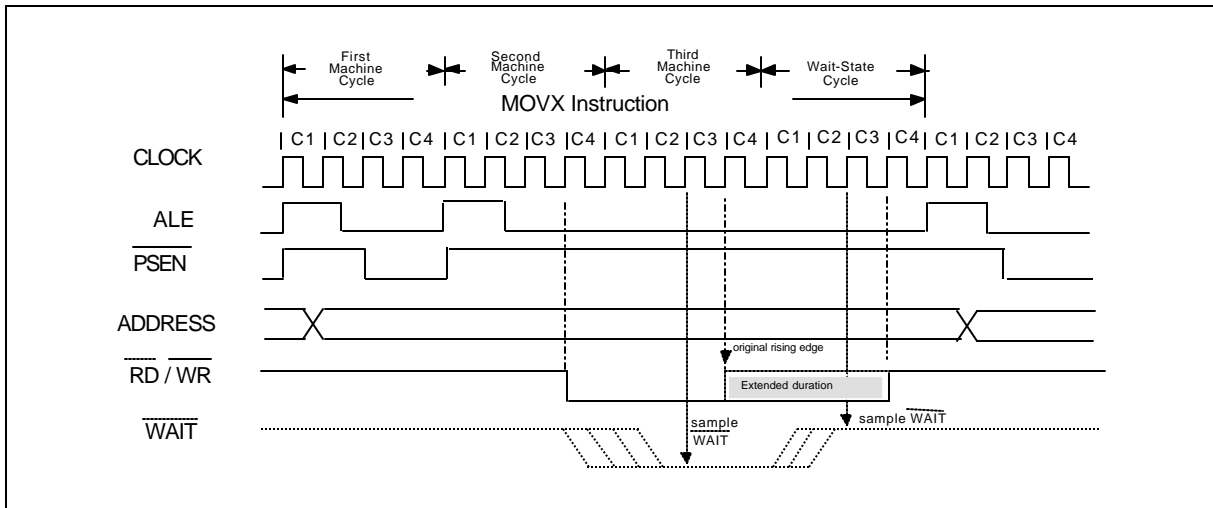 First Machine Cycle
Second Machine Cycle
Third Machine Cycle
Wait-State Cycle
MOVX Instruction
CLOCK
C1 C2 C3 C4 C1 C2 C3 C4 C1 C2 C3 C4 C1 C2 C3 C4 C1 C2 C3 C4
ALE
PSEN
ADDRESS
original rising edge
RD / WR
Extended duration
WAIT
sample WAIT
sample WAIT